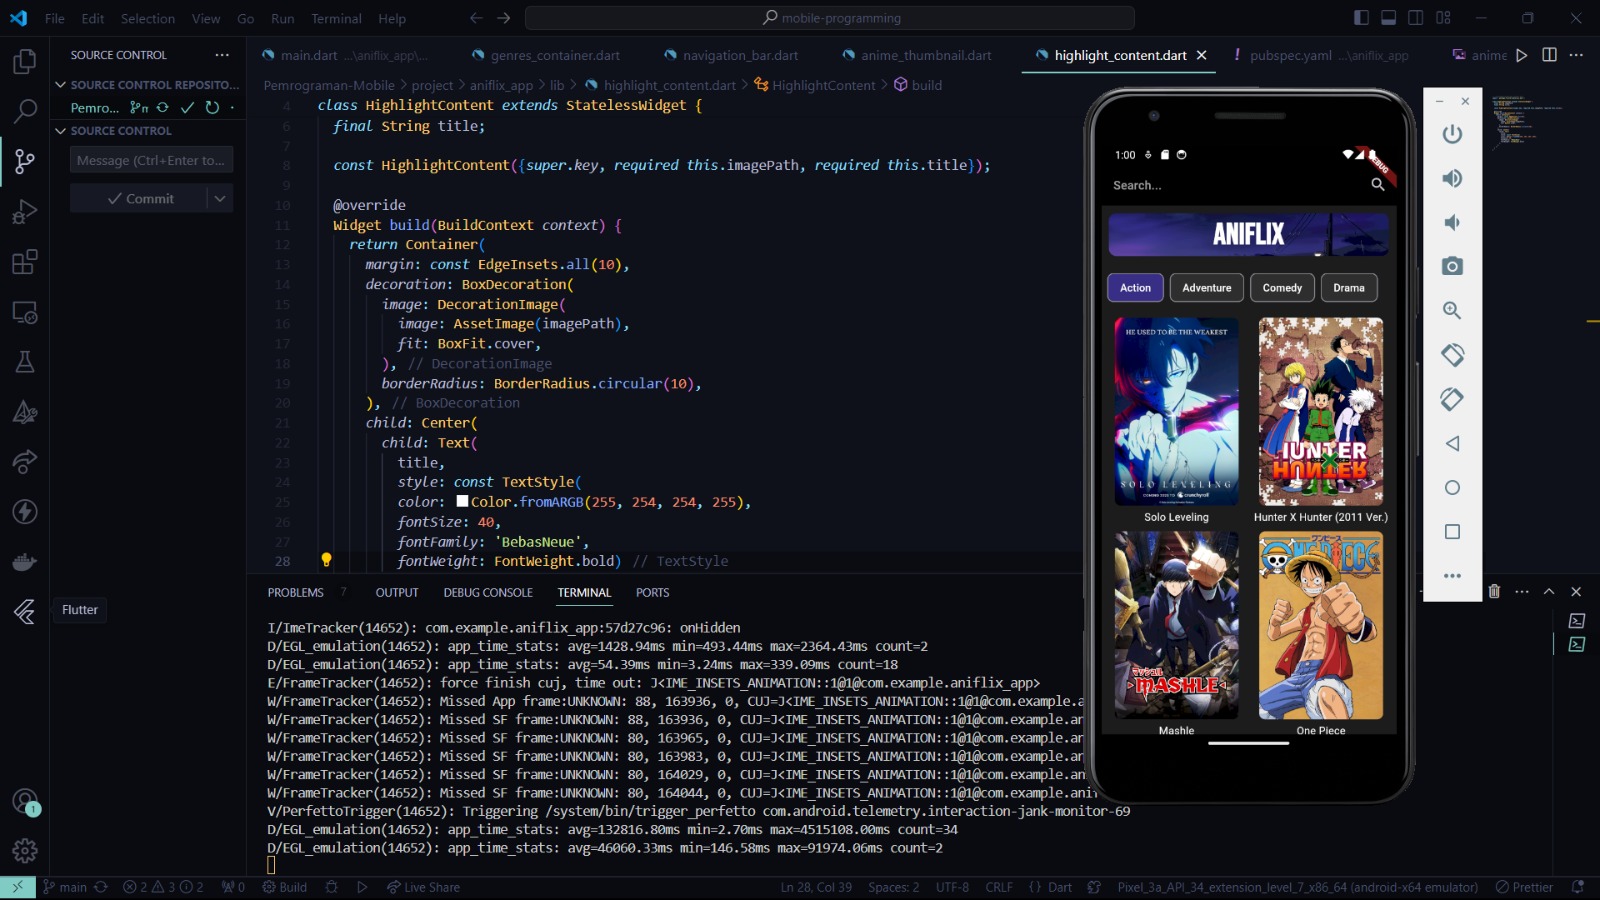 File Edit Selection View Go Run Terminal Help
mobile-programming
SOURCE CONTROL
main.dart ...\aniflix_app\...
genres_container.dart
navigation_bar.dart
anime_thumbnail.dart
highlight_content.dart
! pubspec.yaml ...\aniflix_app
anime
SOURCE CONTROL REPOSITO...
Pemro...
SOURCE CONTROL
Message (Ctrl+Enter to...
Commit
Pemrograman-Mobile > project > aniflix_app > lib > highlight_content.dart > HighlightContent > build
4 class HighlightContent extends StatelessWidget {
6 final String title;
8 const HighlightContent({super.key, required this.imagePath, required this.title});
9
10 @override
11 Widget build(BuildContext context) {
12 return Container(
13 margin: const EdgeInsets.all(10),
14 decoration: BoxDecoration(
15 image: DecorationImage(
16 image: AssetImage(imagePath),
17 fit: BoxFit.cover,
18 ), // DecorationImage
19 borderRadius: BorderRadius.circular(10),
20 ), // BoxDecoration
21 child: Center(
22 child: Text(
23 title,
24 style: const TextStyle(
25 color: Color.fromARGB(255, 254, 254, 255),
26 fontSize: 40,
27 fontFamily: 'BebasNeue',
28 fontWeight: FontWeight.bold) // TextStyle
Flutter
PROBLEMS 7 OUTPUT DEBUG CONSOLE TERMINAL PORTS
I/ImeTracker(14652): com.example.aniflix_app:57d27c96: onHidden
D/EGL_emulation(14652): app_time_stats: avg=1428.94ms min=493.44ms max=2364.43ms count=2
D/EGL_emulation(14652): app_time_stats: avg=54.39ms min=3.24ms max=339.09ms count=18
E/FrameTracker(14652): force finish cuj, time out: J<IME_INSETS_ANIMATION::1@1@com.example.aniflix_app>
W/FrameTracker(14652): Missed App frame:UNKNOWN: 88, 163936, 0, CUJ=J<IME_INSETS_ANIMATION::1@1@com.example.a
W/FrameTracker(14652): Missed SF frame:UNKNOWN: 88, 163936, 0, CUJ=J<IME_INSETS_ANIMATION::1@1@com.example.an
W/FrameTracker(14652): Missed SF frame:UNKNOWN: 80, 163965, 0, CUJ=J<IME_INSETS_ANIMATION::1@1@com.example.an
W/FrameTracker(14652): Missed SF frame:UNKNOWN: 80, 163983, 0, CUJ=J<IME_INSETS_ANIMATION::1@1@com.example.an
W/FrameTracker(14652): Missed SF frame:UNKNOWN: 80, 164029, 0, CUJ=J<IME_INSETS_ANIMATION::1@1@com.example.an
W/FrameTracker(14652): Missed SF frame:UNKNOWN: 80, 164044, 0, CUJ=J<IME_INSETS_ANIMATION::1@1@com.example.anif
V/PerfettoTrigger(14652): Triggering /system/bin/trigger_perfetto com.android.telemetry.interaction-jank-monitor-69
D/EGL_emulation(14652): app_time_stats: avg=132816.80ms min=2.70ms max=4515108.00ms count=34
D/EGL_emulation(14652): app_time_stats: avg=46060.33ms min=146.58ms max=91974.06ms count=2
1:00
DEBUG
Search...
ANIFLIX
Action Adventure Comedy Drama
HE USED TO BE THE WEAKEST
SOLO LEVELING
crunchyroll
HUNTER
HUNTER
Solo Leveling
Hunter X Hunter (2011 Ver.)
マッシュル
MASHLE
ワンピース
ONE PIECE
Mashle
One Piece
1
main 2 3 2 0 Build Live Share
Ln 28, Col 39 Spaces: 2 UTF-8 CRLF {} Dart Pixel_3a_API_34_extension_level_7_x86_64 (android-x64 emulator) Prettier